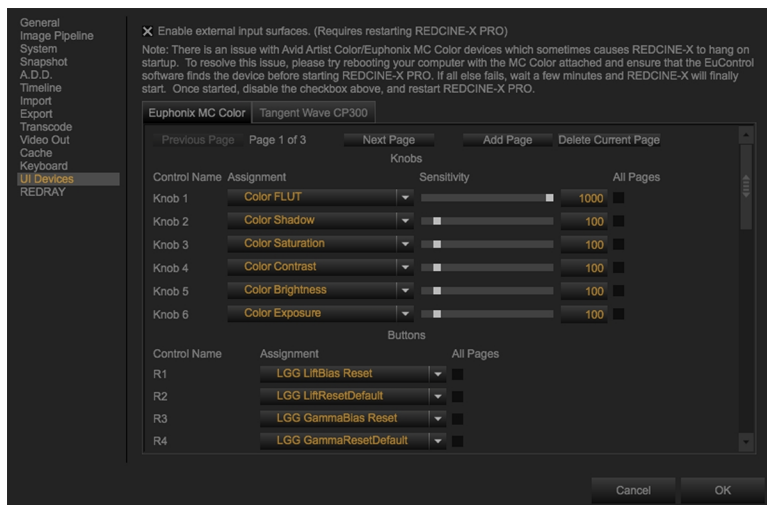 General
Image Pipeline
System
Snapshot
A.D.D.
Timeline
Import
Export
Transcode
Video Out
Cache
Keyboard
UI Devices
REDRAY
Enable external input surfaces. (Requires restarting REDCINE-X PRO)
Note: There is an issue with Avid Artist Color/Euphonix MC Color devices which sometimes causes REDCINE-X to hang on
startup. To resolve this issue, please try rebooting your computer with the MC Color attached and ensure that the EuControl
software finds the device before starting REDCINE-X PRO. If all else fails, wait a few minutes and REDCINE-X will finally
start. Once started, disable the checkbox above, and restart REDCINE-X PRO.
Euphonix MC Color Tangent Wave CP300
Previous Page Page 1 of 3 Next Page Add Page Delete Current Page
Knobs
Control Name Assignment Sensitivity All Pages
Knob 1 Color FLUT 1000
Knob 2 Color Shadow 100
Knob 3 Color Saturation 100
Knob 4 Color Contrast 100
Knob 5 Color Brightness 100
Knob 6 Color Exposure 100
Buttons
Control Name Assignment All Pages
R1 LGG LiftBias Reset
R2 LGG LiftResetDefault
R3 LGG GammaBias Reset
R4 LGG GammaResetDefault
Cancel OK